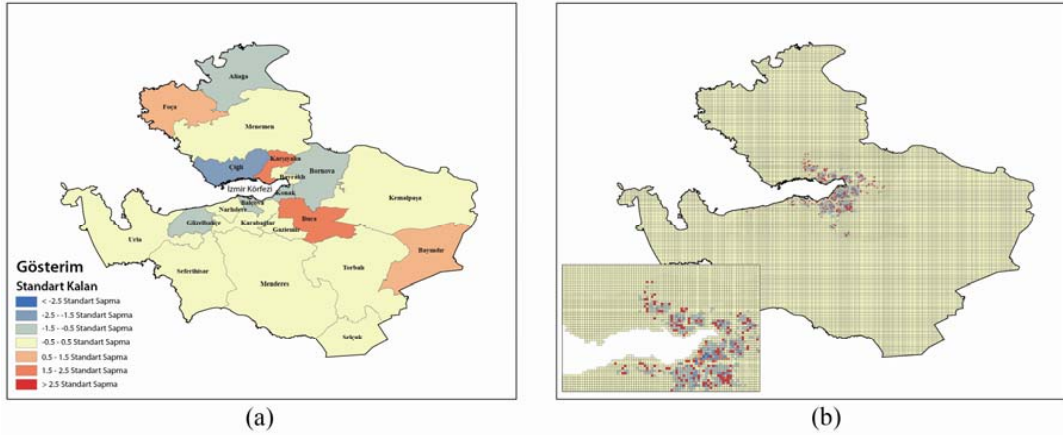 Aliağa
Foça
Menemen
Çiğli
Karşıyaka
Bayraklı
Bornova
İzmir Körfezi
Konak
Kemalpaşa
Balçova
Narlıdere
Güzelbahçe
Karabağlar
Buca
Gaziemir
Urla
Bayındır
Seferihisar
Torbalı
Menderes
Selçuk
Gösterim
Standart Kalan
< -2.5 Standart Sapma
-2.5 - -1.5 Standart Sapma
-1.5 - -0.5 Standart Sapma
-0.5 - 0.5 Standart Sapma
0.5 - 1.5 Standart Sapma
1.5 - 2.5 Standart Sapma
> 2.5 Standart Sapma
(a)
(b)